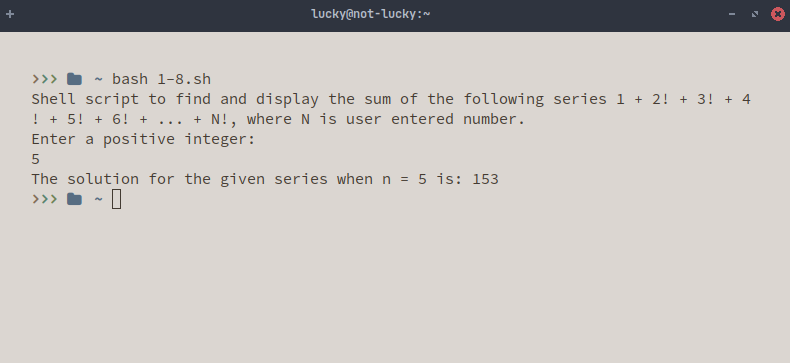 lucky@not-lucky:~
>>> ~ bash 1-8.sh
Shell script to find and display the sum of the following series 1 + 2! + 3! + 4
! + 5! + 6! + ... + N!, where N is user entered number.
Enter a positive integer:
5
The solution for the given series when n = 5 is: 153
>>> ~